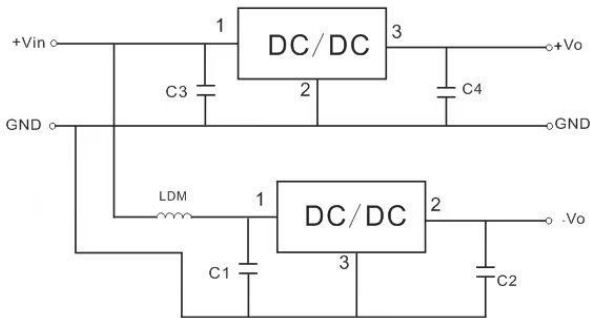 1
DC/DC
3
+Vin
+Vo
C3
2
C4
GND
GND
LDM
1
DC/DC
2
-Vo
C1
3
C2